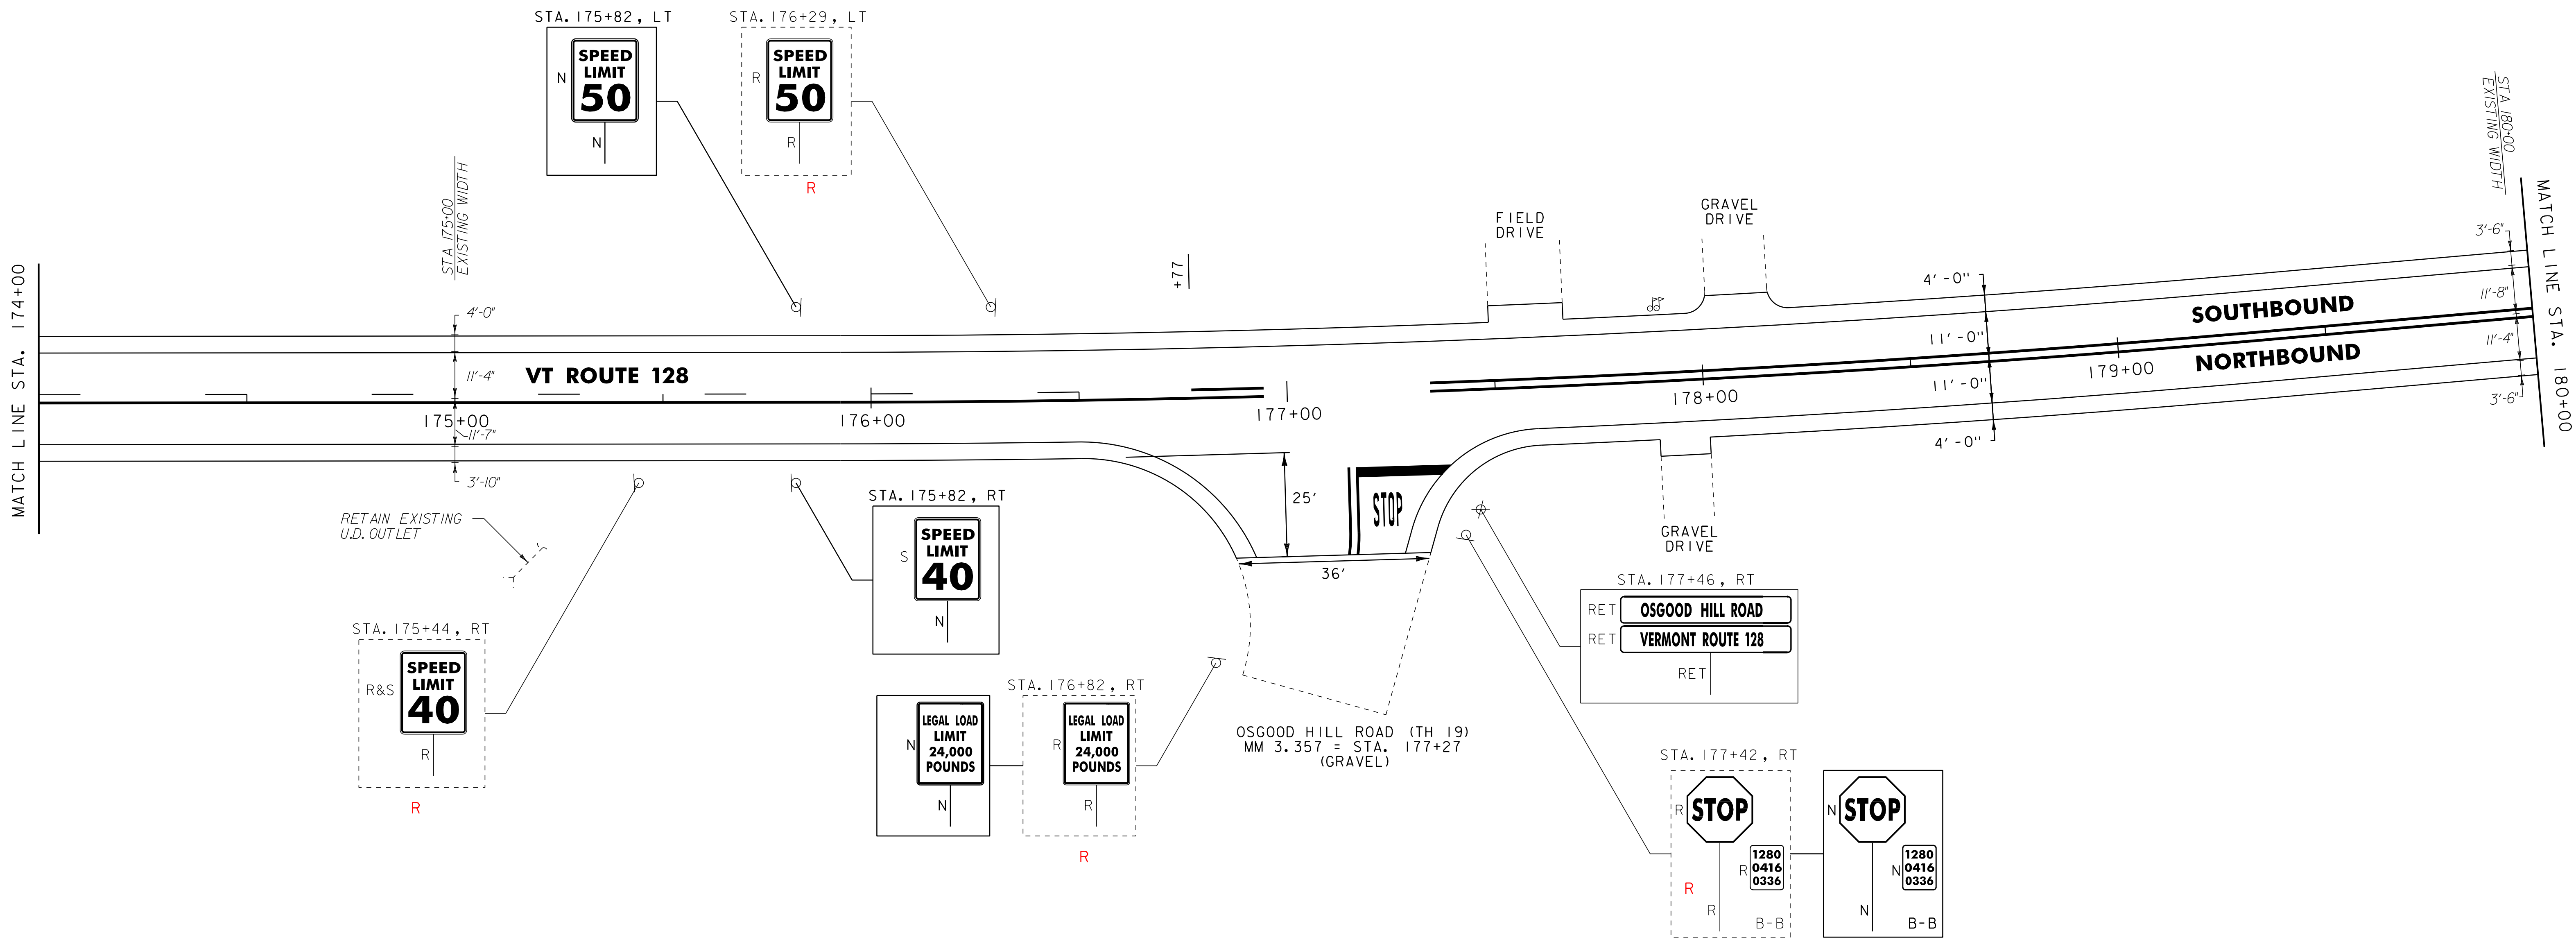 STA. 175+82, LT
N
SPEED
LIMIT
50
N
STA. 176+29, LT
R
SPEED
LIMIT
50
R
R
MATCH LINE STA. 174+00
STA 175+00
EXISTING WIDTH
4'-0"
11'-4"
11'-7"
3'-10"
VT ROUTE 128
175+00
176+00
+77
177+00
178+00
179+00
FIELD
DRIVE
GRAVEL
DRIVE
4'-0"
11'-0"
11'-0"
4'-0"
SOUTHBOUND
NORTHBOUND
STA 180+00
EXISTING WIDTH
3'-6"
11'-8"
11'-4"
3'-6"
MATCH LINE STA. 180+00
RETAIN EXISTING
U.D. OUTLET
STA. 175+44, RT
R&S
SPEED
LIMIT
40
R
R
STA. 175+82, RT
S
SPEED
LIMIT
40
N
25'
STOP
36'
GRAVEL
DRIVE
N
LEGAL LOAD
LIMIT
24,000
POUNDS
N
STA. 176+82, RT
R
LEGAL LOAD
LIMIT
24,000
POUNDS
R
R
OSGOOD HILL ROAD (TH 19)
MM 3.357 = STA. 177+27
(GRAVEL)
STA. 177+46, RT
RET OSGOOD HILL ROAD
RET VERMONT ROUTE 128
RET
STA. 177+42, RT
R STOP
R
1280
0416
0336
R
R
B-B
N STOP
N
1280
0416
0336
N
B-B